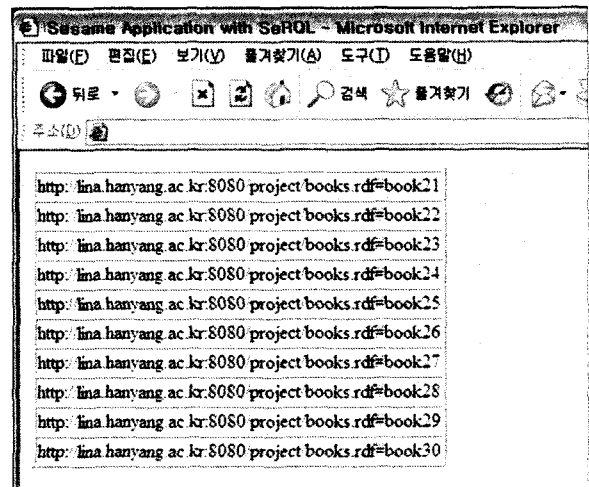 Sesame Application with SeRQL - Microsoft Internet Explorer
파일(F) 편집(E) 보기(V) 즐겨찾기(A) 도구(T) 도움말(H)
뒤로 검색 즐겨찾기
주소(D)
http://lina.hanyang.ac.kr:8080/project/books.rdf#book21
http://lina.hanyang.ac.kr:8080/project/books.rdf#book22
http://lina.hanyang.ac.kr:8080/project/books.rdf#book23
http://lina.hanyang.ac.kr:8080/project/books.rdf#book24
http://lina.hanyang.ac.kr:8080/project/books.rdf#book25
http://lina.hanyang.ac.kr:8080/project/books.rdf#book26
http://lina.hanyang.ac.kr:8080/project/books.rdf#book27
http://lina.hanyang.ac.kr:8080/project/books.rdf#book28
http://lina.hanyang.ac.kr:8080/project/books.rdf#book29
http://lina.hanyang.ac.kr:8080/project/books.rdf#book30